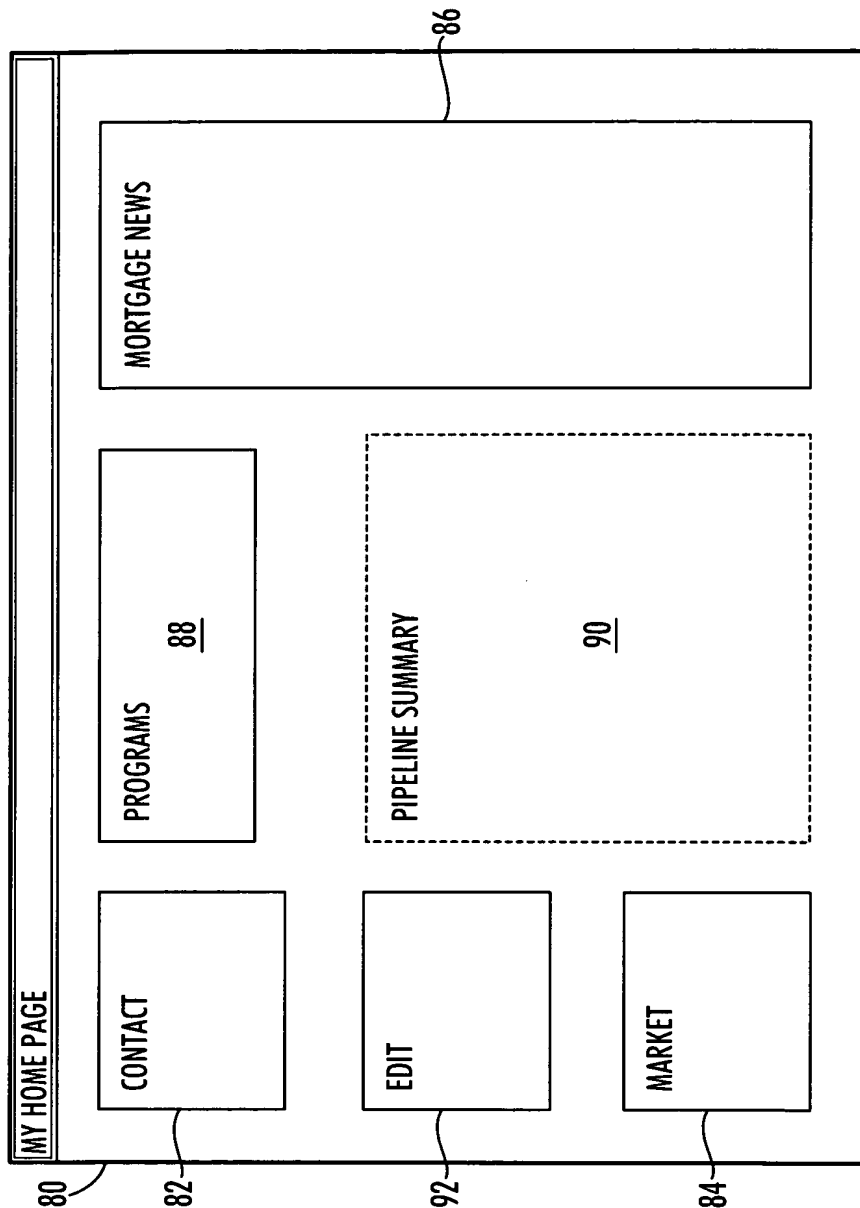 MY HOME PAGE
80
CONTACT
82
PROGRAMS
88
MORTGAGE NEWS
86
EDIT
92
PIPELINE SUMMARY
90
MARKET
84